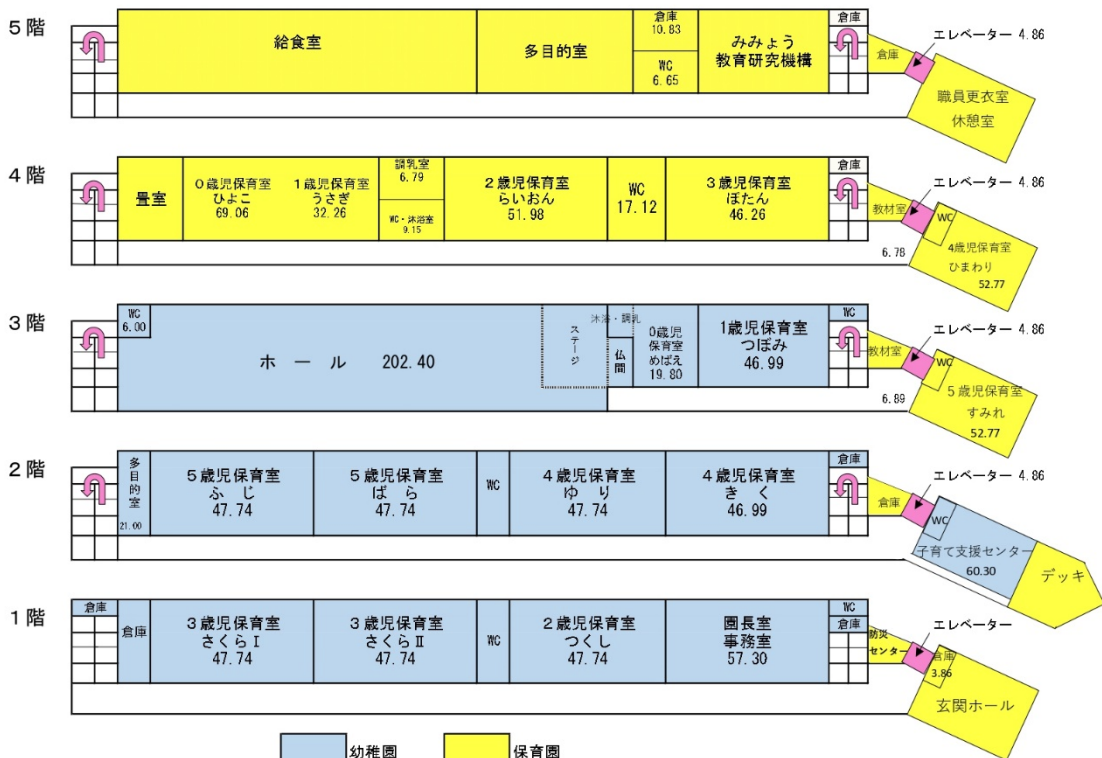 5階
給食室
多目的室
倉庫
10.83
WC
6.65
みみょう
教育研究機構
倉庫
倉庫
エレベーター 4.86
職員更衣室
休憩室
4階
畳室
0歳児保育室
ひよこ
69.06
1歳児保育室
うさぎ
32.26
調乳室
6.79
WC・沐浴室
9.15
2歳児保育室
らいおん
51.98
WC
17.12
3歳児保育室
ぼたん
46.26
倉庫
教材室
エレベーター 4.86
WC
6.78
4歳児保育室
ひまわり
52.77
3階
WC
6.00
ホール 202.40
ステージ
沐浴・調乳
仏間
0歳児
保育室
めばえ
19.80
1歳児保育室
つぼみ
46.99
WC
教材室
エレベーター 4.86
WC
6.89
5歳児保育室
すみれ
52.77
2階
多目的室
21.00
5歳児保育室
ふじ
47.74
5歳児保育室
ばら
47.74
WC
4歳児保育室
ゆり
47.74
4歳児保育室
きく
46.99
倉庫
倉庫
エレベーター 4.86
WC
子育て支援センター
60.30
デッキ
1階
倉庫
倉庫
3歳児保育室
さくらⅠ
47.74
3歳児保育室
さくらⅡ
47.74
WC
2歳児保育室
つくし
47.74
園長室
事務室
57.30
WC
倉庫
防災
センター
エレベーター
倉庫
3.86
玄関ホール
幼稚園
保育園